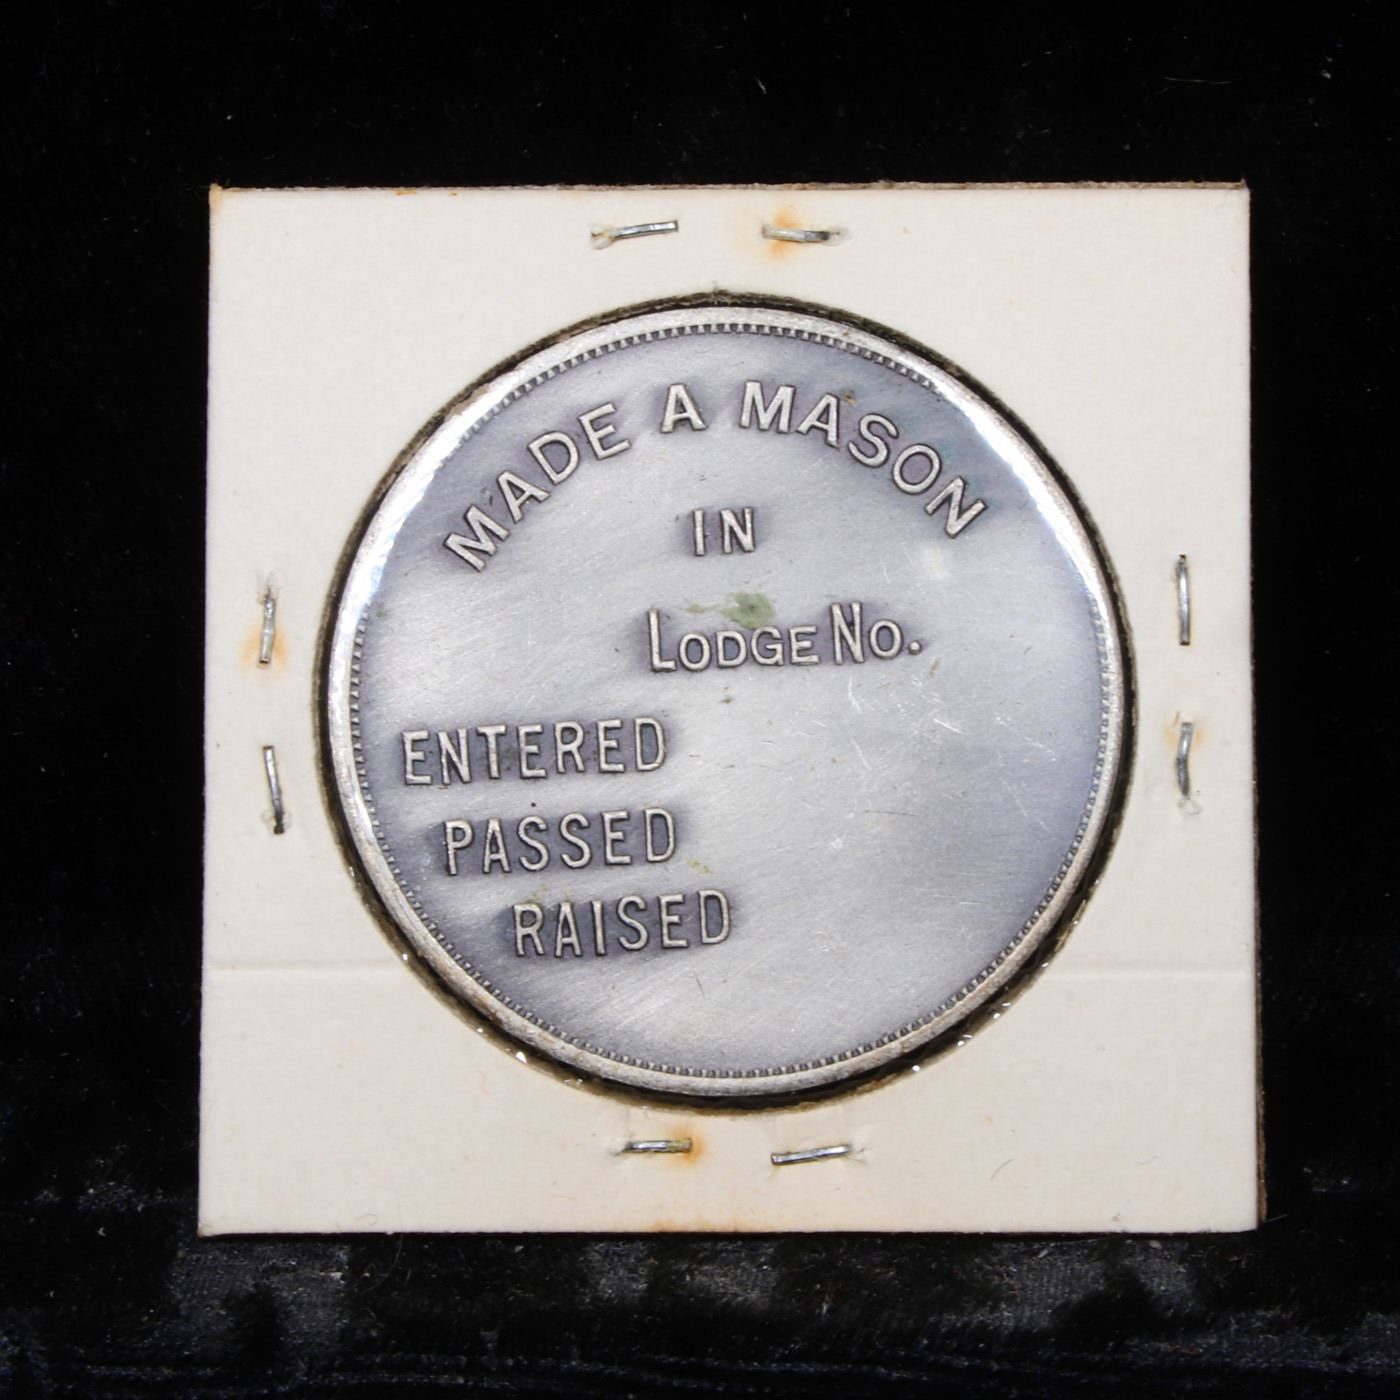 MADE A MASON
IN
LODGE NO.
ENTERED
PASSED
RAISED